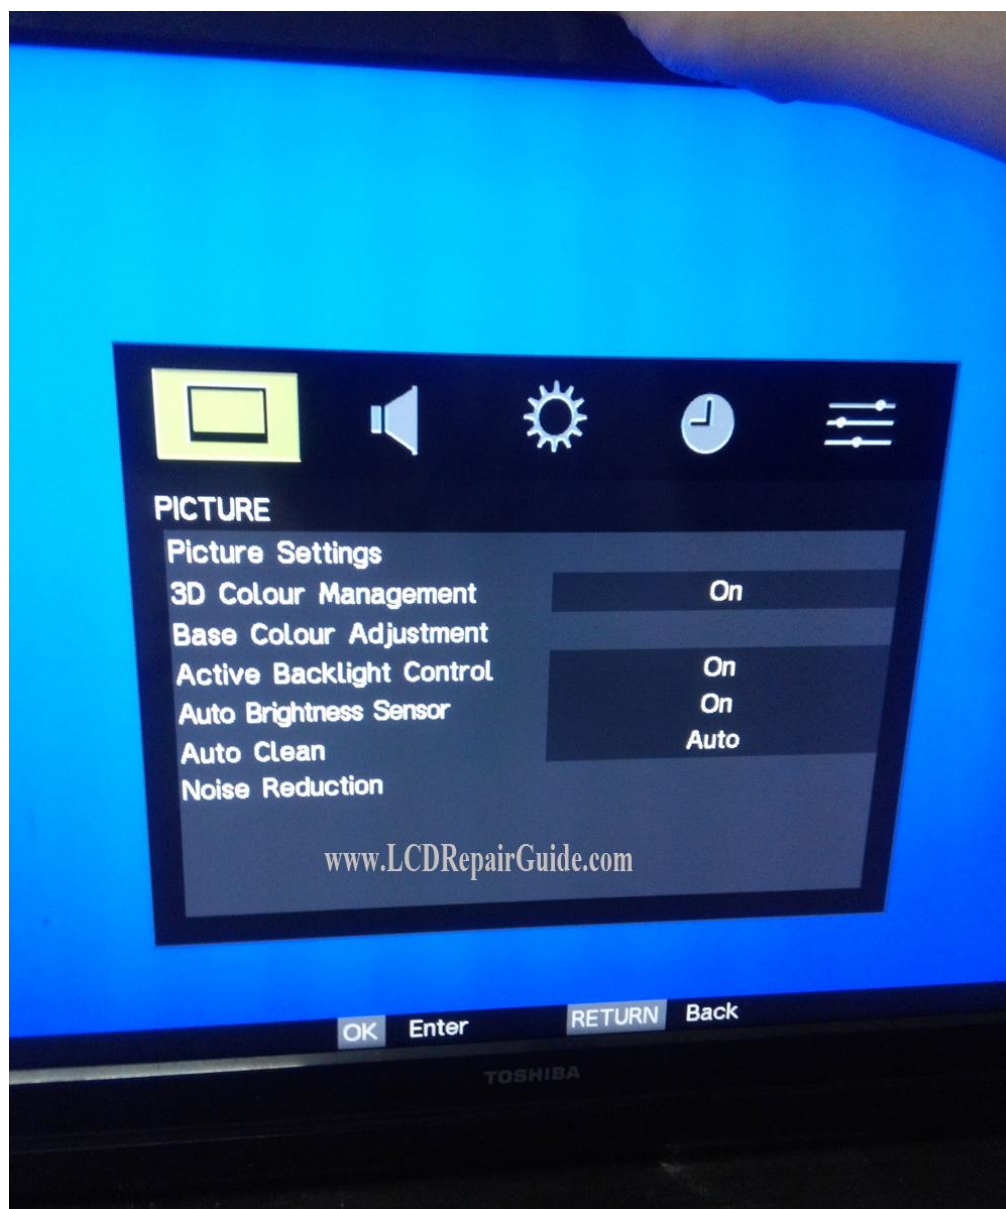 PICTURE
Picture Settings
3D Colour Management On
Base Colour Adjustment
Active Backlight Control On
Auto Brightness Sensor On
Auto Clean Auto
Noise Reduction
www.LCDRepairGuide.com
OK Enter RETURN Back
TOSHIBA